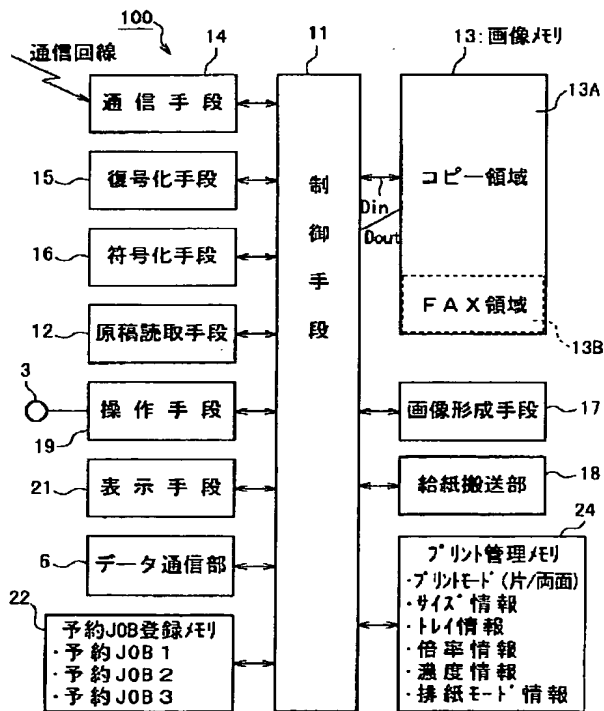 100
通信回線
14
通信手段
11
13:画像メモリ
13A
15
復号化手段
制御手段
コピー領域
Din
Dout
16
符号化手段
FAX領域
13B
12
原稿読取手段
3
操作手段
19
画像形成手段
17
21
表示手段
給紙搬送部
18
6
データ通信部
24
プリント管理メモリ
・プリントモード(片/両面)
・サイズ情報
・トレイ情報
・倍率情報
・濃度情報
・排紙モード情報
22
予約JOB登録メモリ
・予約JOB1
・予約JOB2
・予約JOB3